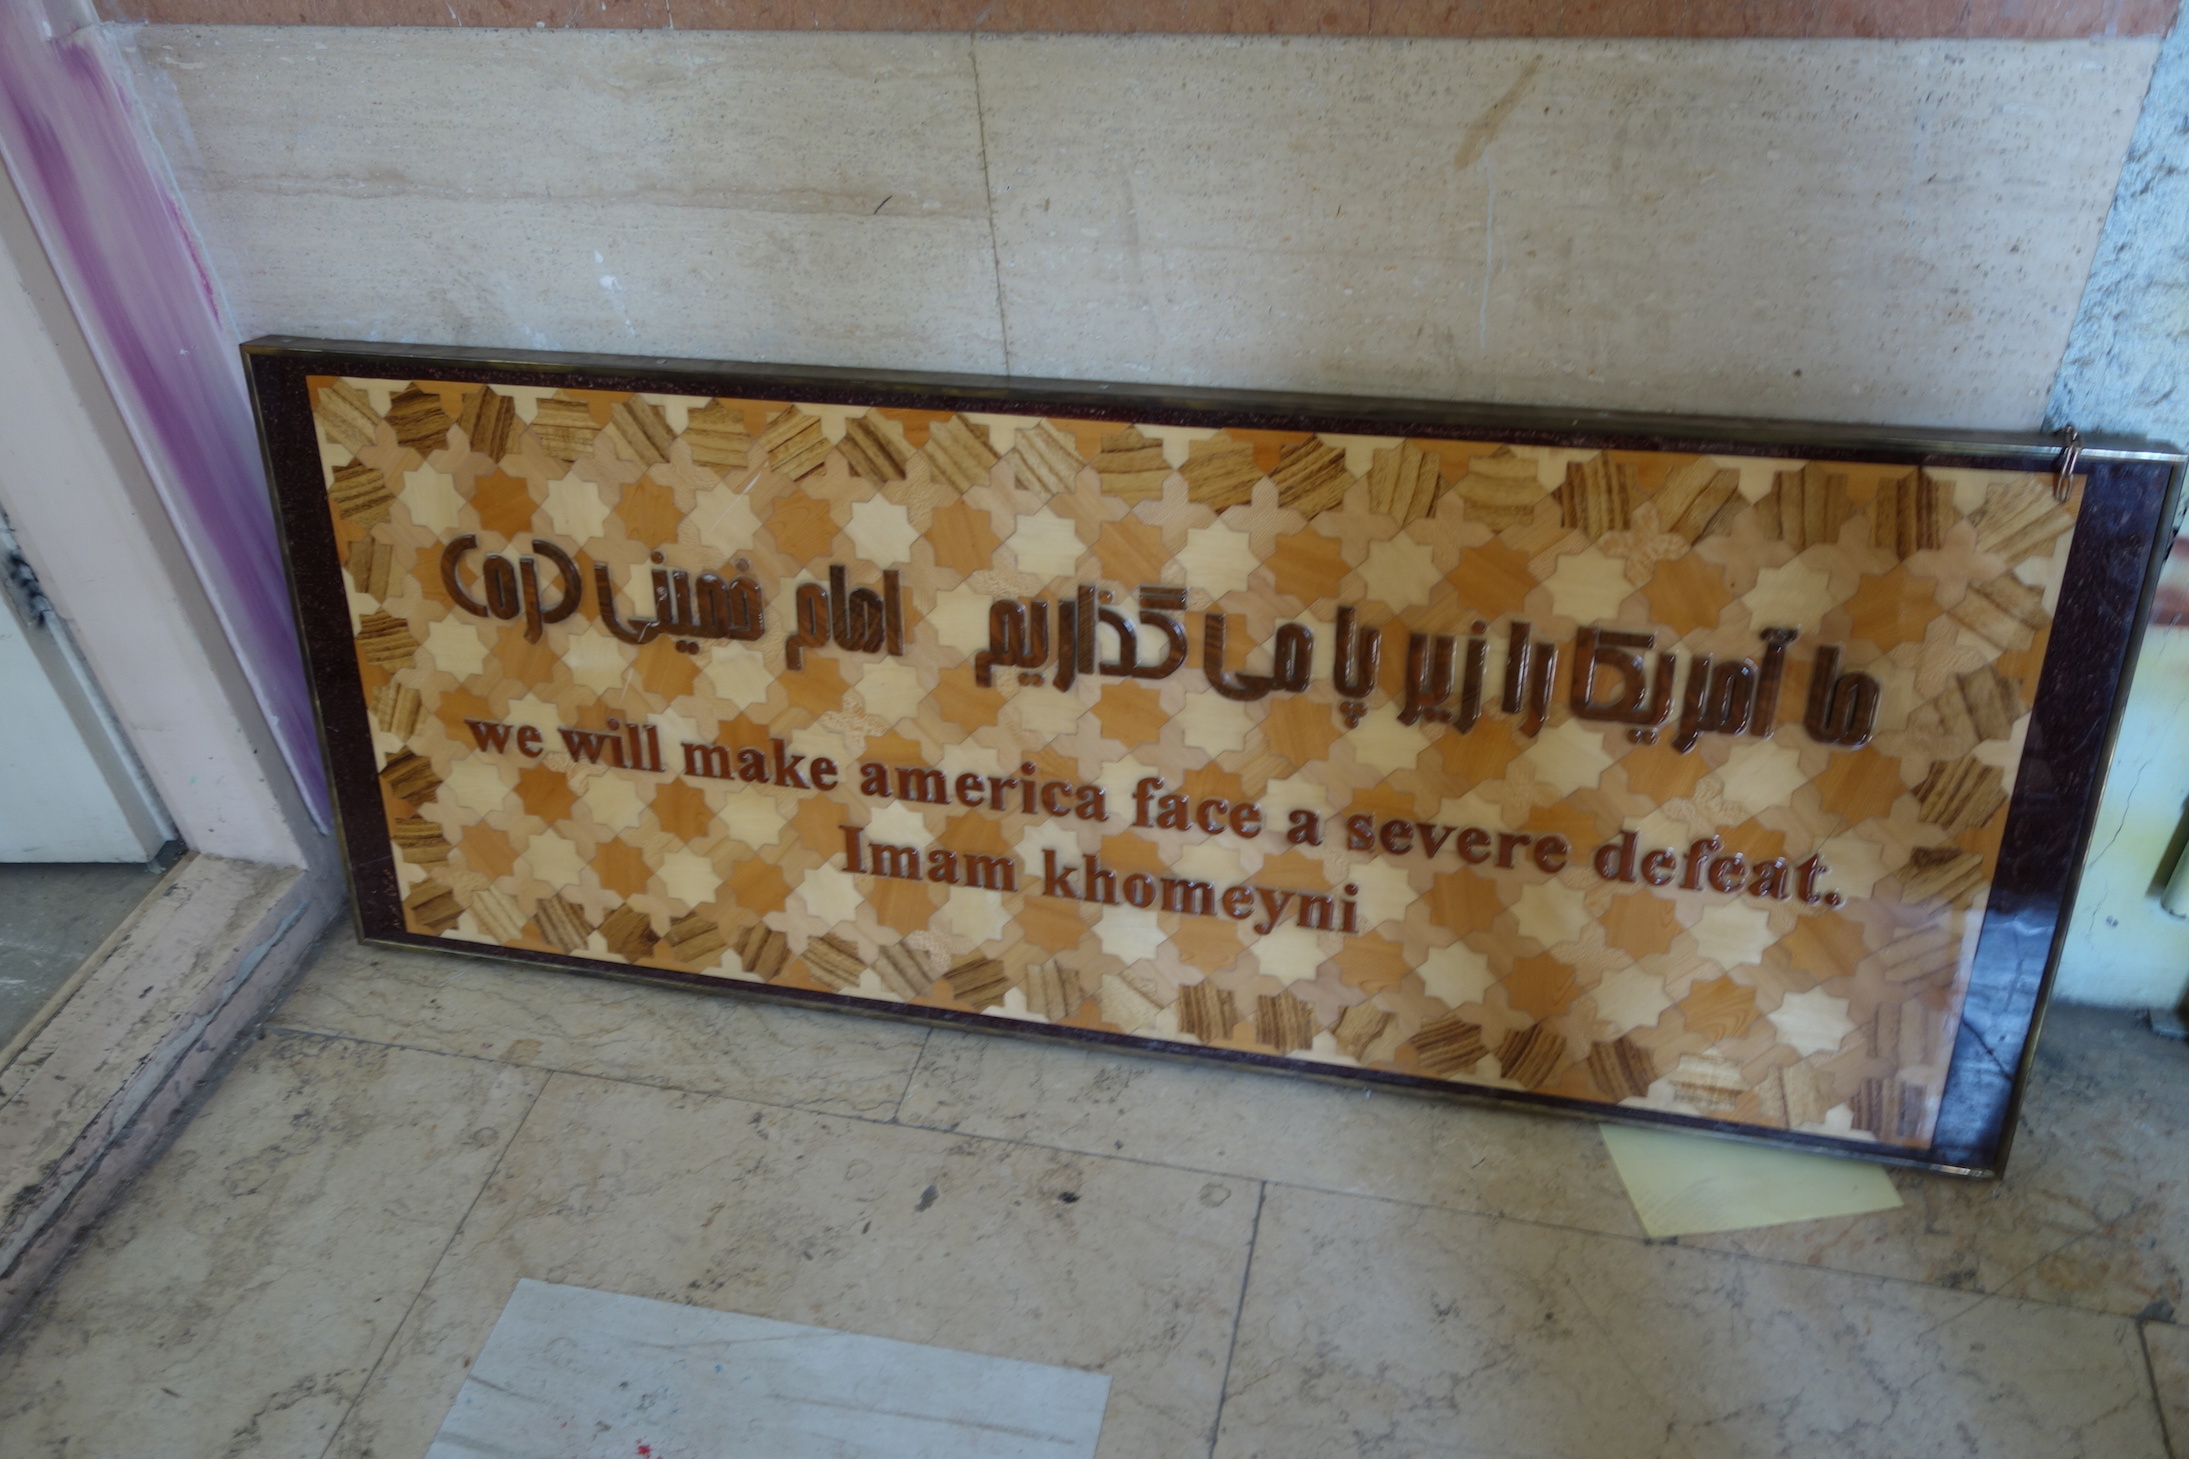 ما آمریکا را زیر پا می گذاریم امام خمینی (ره)
we will make america face a severe defeat.
Imam khomeyni